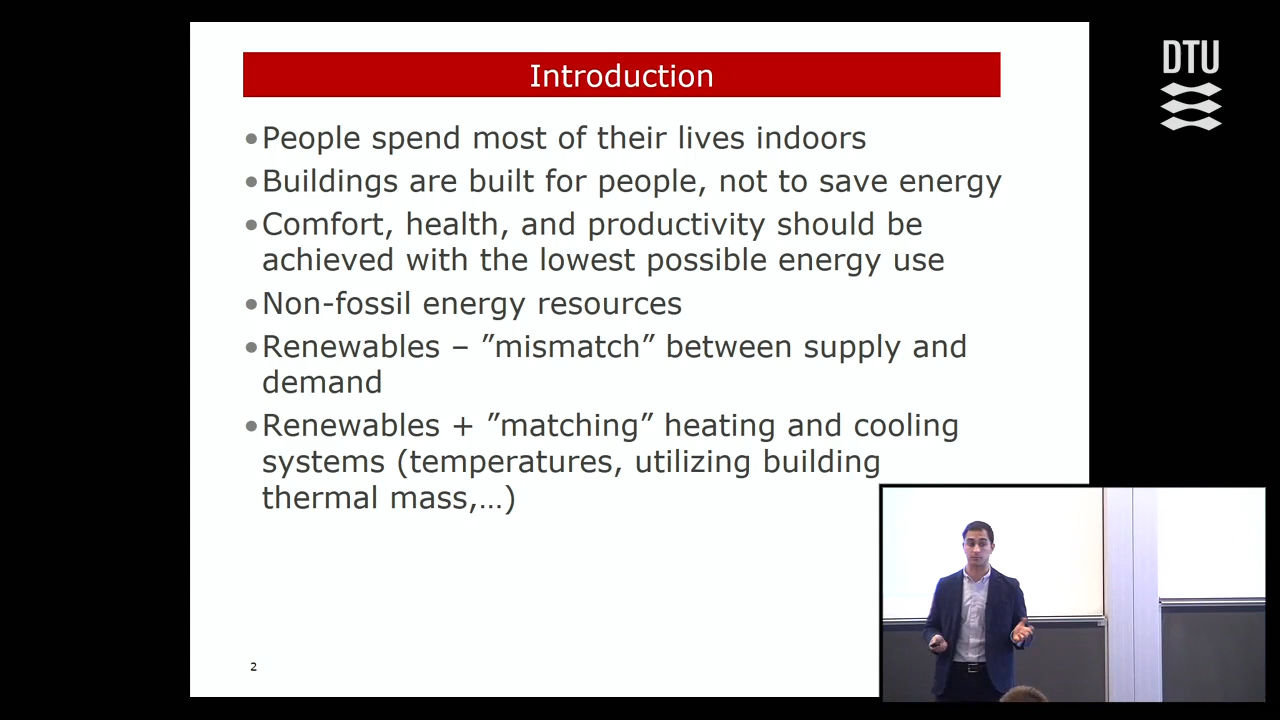 DTU
Introduction
•People spend most of their lives indoors
•Buildings are built for people, not to save energy
•Comfort, health, and productivity should be
achieved with the lowest possible energy use
•Non-fossil energy resources
•Renewables – ”mismatch” between supply and
demand
•Renewables + ”matching” heating and cooling
systems (temperatures, utilizing building
thermal mass,…)
2